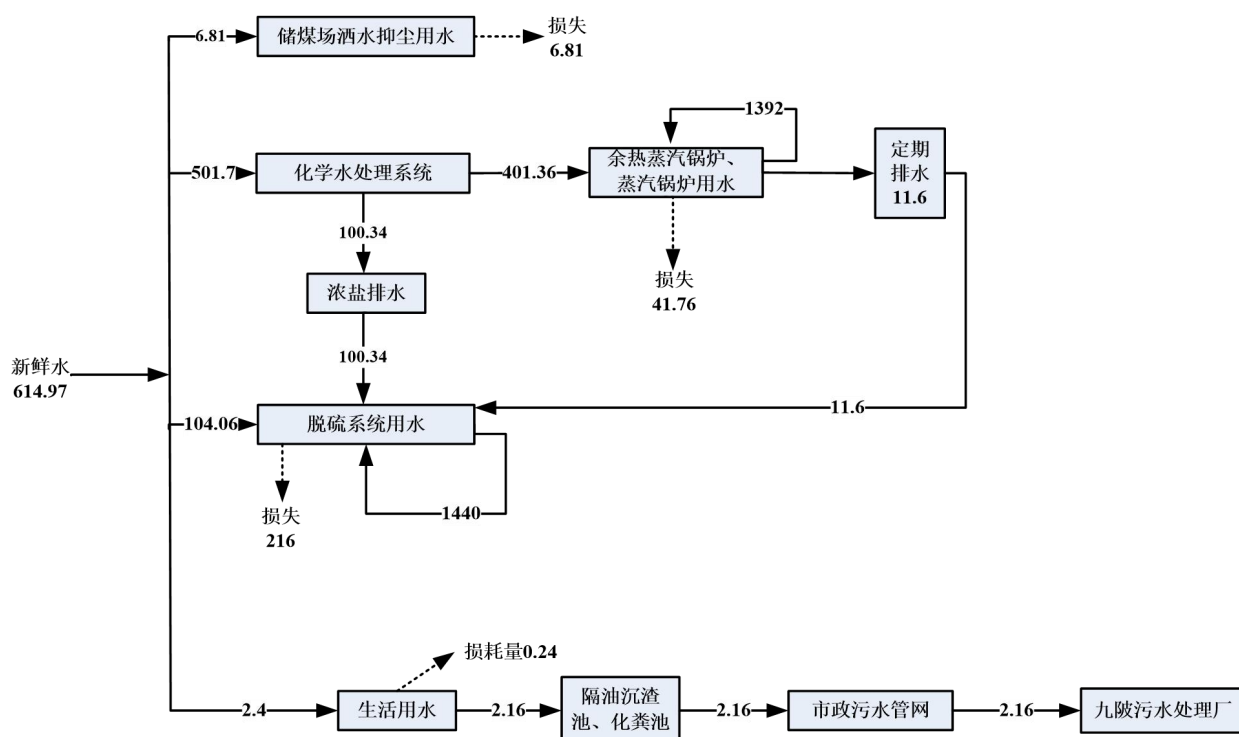 6.81
储煤场洒水抑尘用水
损失
6.81
501.7
化学水处理系统
401.36
余热蒸汽锅炉、
蒸汽锅炉用水
1392
定期
排水
11.6
损失
41.76
100.34
浓盐排水
100.34
新鲜水
614.97
104.06
脱硫系统用水
11.6
1440
损失
216
2.4
生活用水
损耗量0.24
2.16
隔油沉渣
池、化粪池
2.16
市政污水管网
2.16
九陂污水处理厂